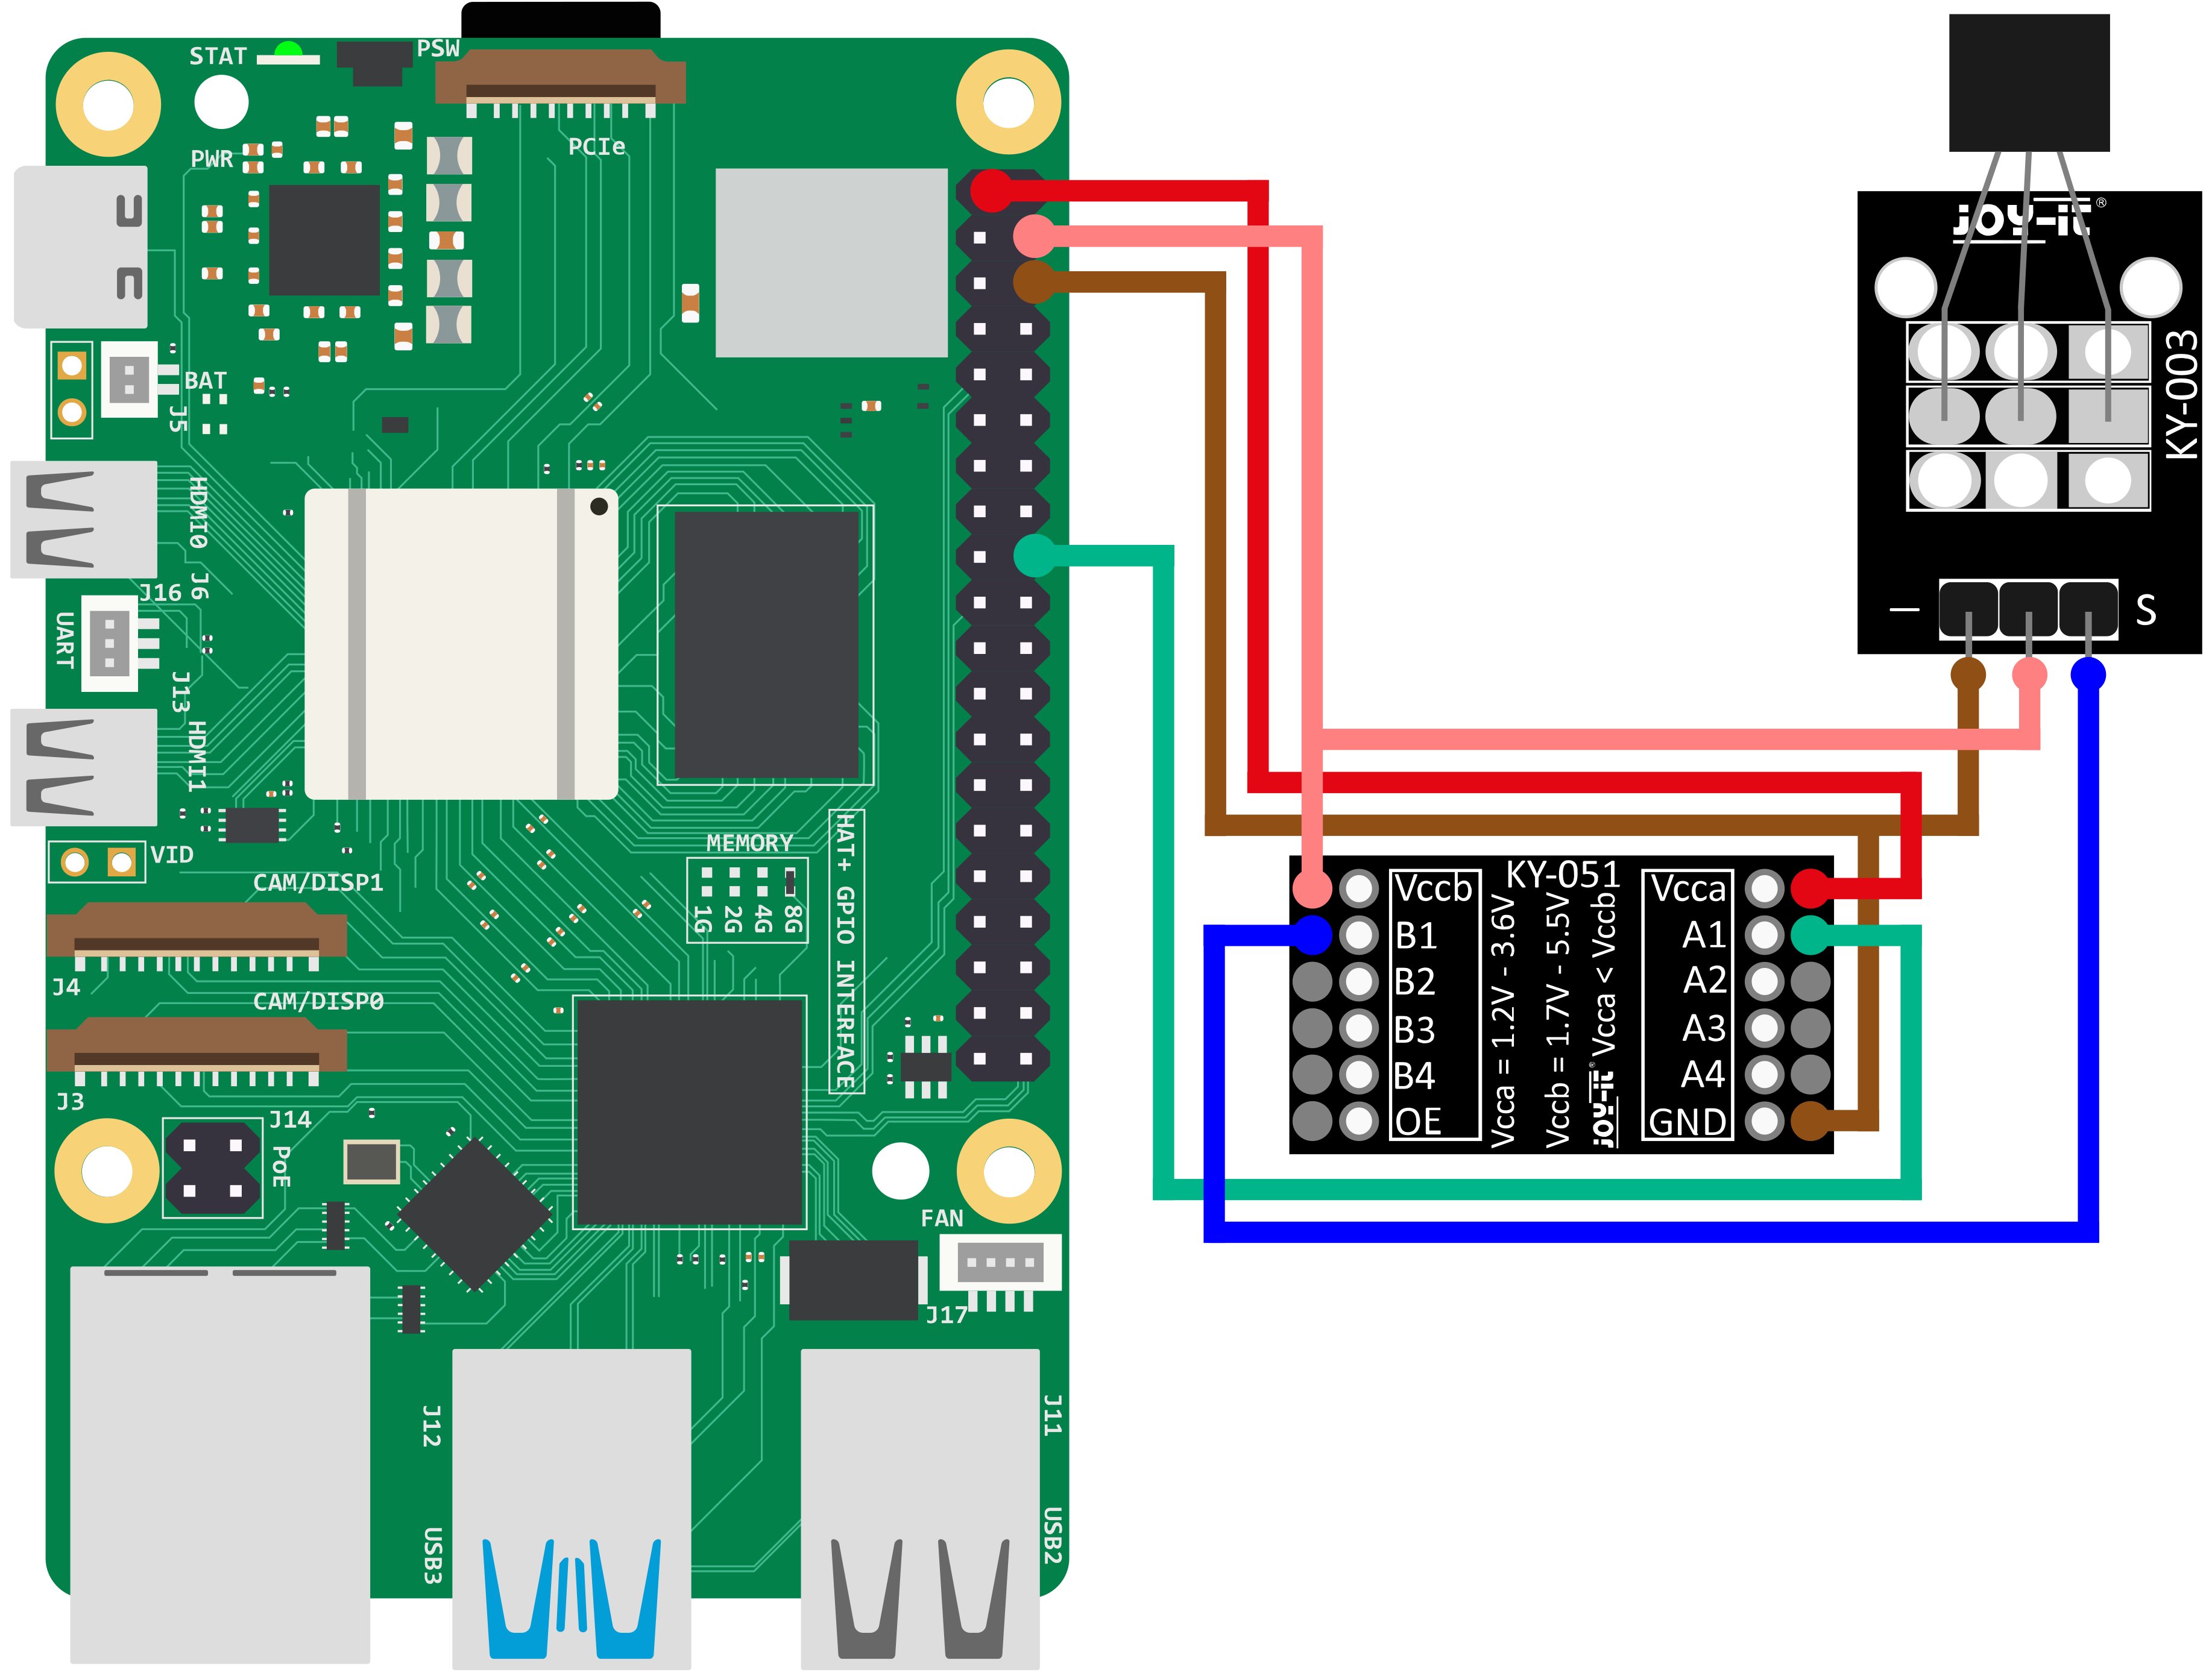 STAT
PSW
PCIe
PWR
BAT
J5
HDMI0
J6
J16
UART
J13
HDMI1
VID
CAM/DISP1
J4
CAM/DISP0
J3
J14
PoE
MEMORY
1G
2G
4G
8G
HAT+ GPIO INTERFACE
FAN
J17
J12
USB3
J11
USB2
JOY-iT®
KY-003
— S
KY-051
Vccb
B1
B2
B3
B4
OE
Vcca = 1.2V - 3.6V
Vccb = 1.7V - 5.5V
JOY-iT® Vcca < Vccb
Vcca
A1
A2
A3
A4
GND